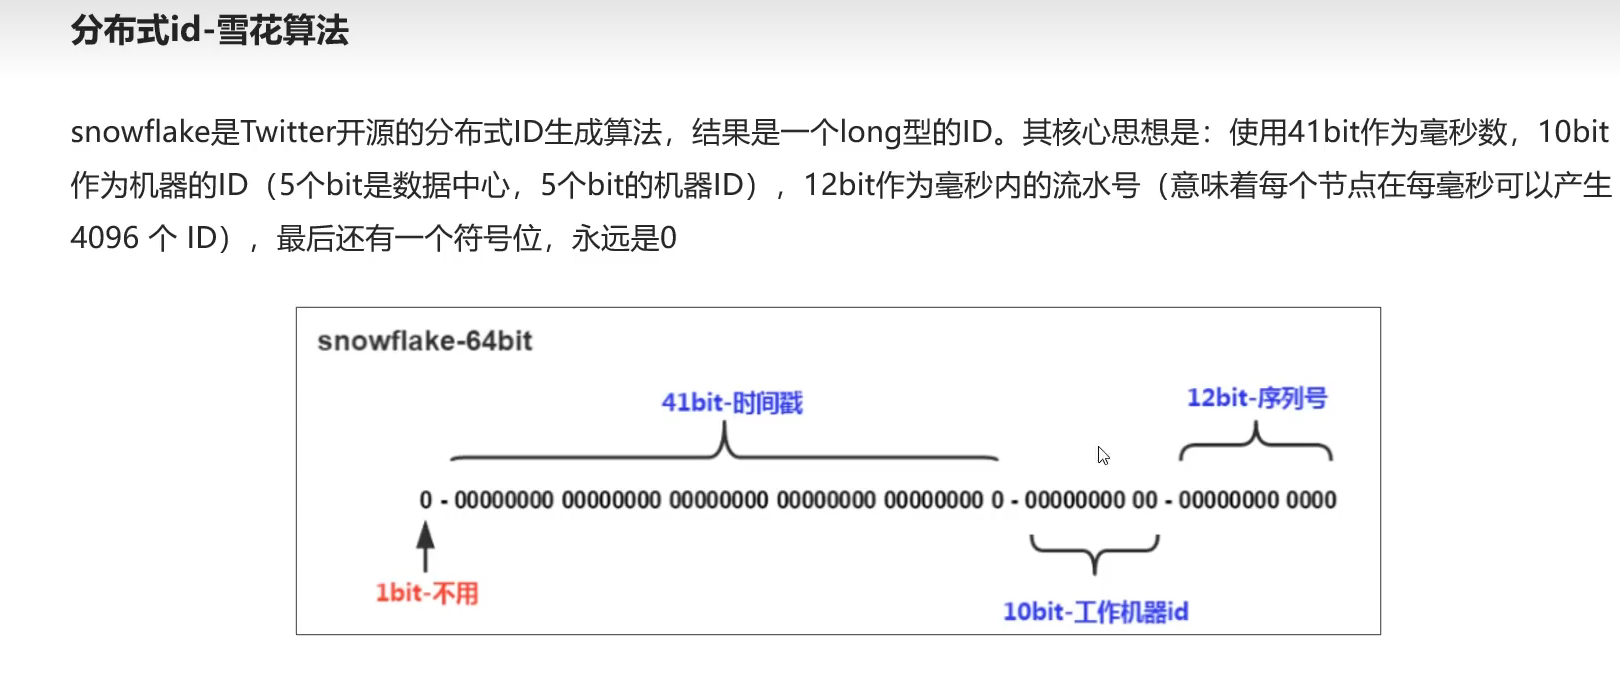 分布式id-雪花算法
snowflake是Twitter开源的分布式ID生成算法，结果是一个long型的ID。其核心思想是：使用41bit作为毫秒数，10bit
作为机器的ID（5个bit是数据中心，5个bit的机器ID），12bit作为毫秒内的流水号（意味着每个节点在每毫秒可以产生
4096 个 ID），最后还有一个符号位，永远是0
snowflake-64bit
41bit-时间戳
12bit-序列号
0 - 00000000 00000000 00000000 00000000 00000000 0 - 00000000 00 - 00000000 0000
1bit-不用
10bit-工作机器id